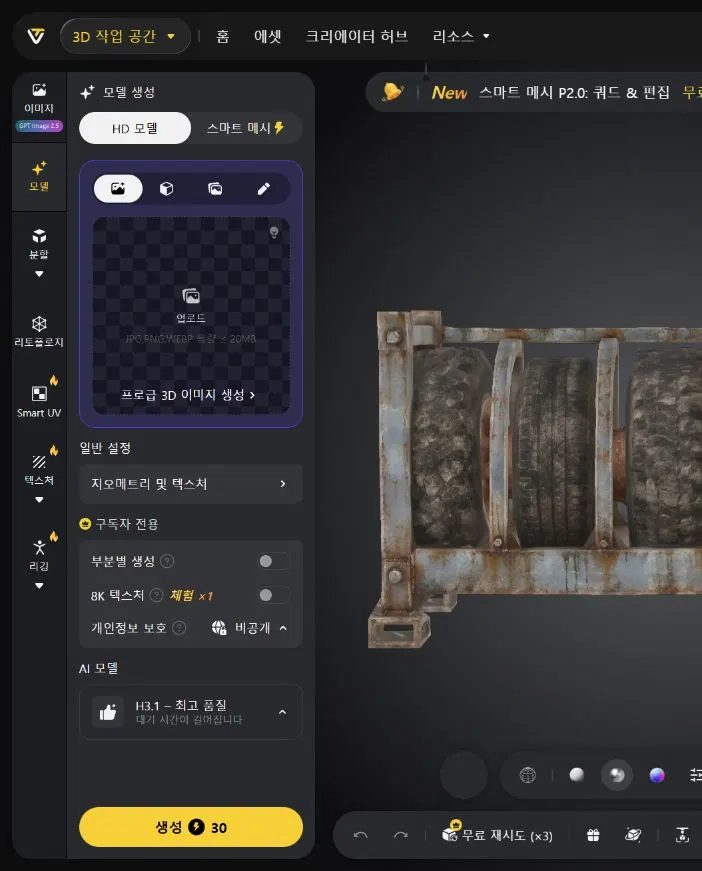 3D 작업 공간
홈
에셋
크리에이터 허브
리소스
이미지
GPT Image 2.5
모델
분할
리토폴로지
Smart UV
텍스처
리깅
모델 생성
HD 모델
스마트 메시
업로드
JPG,PNG,WEBP 용량 ≤ 20MB
프로급 3D 이미지 생성
일반 설정
지오메트리 및 텍스처
구독자 전용
부분별 생성 ?
8K 텍스처 ? 체험 ×1
개인정보 보호 ? 비공개
AI 모델
H3.1 – 최고 품질
대기 시간이 길어집니다
생성 30
New 스마트 메시 P2.0: 쿼드 & 편집 무료
무료 재시도 (×3)